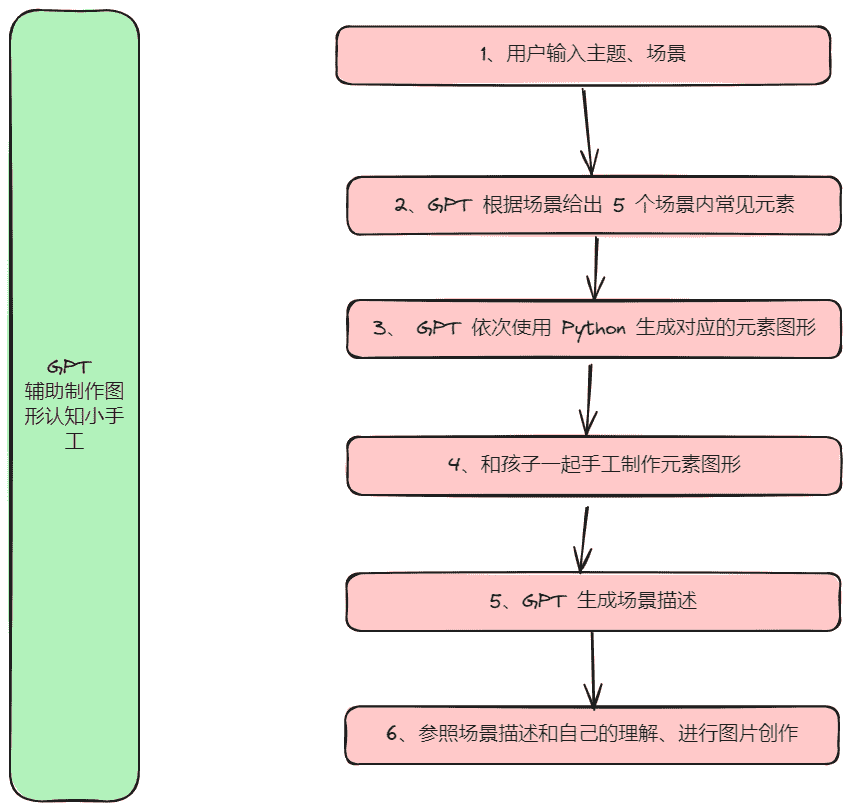 GPT
辅助制作图
形认知小手
工
1、用户输入主题、场景
2、GPT 根据场景给出 5 个场景内常见元素
3、 GPT 依次使用 Python 生成对应的元素图形
4、和孩子一起手工制作元素图形
5、GPT 生成场景描述
6、参照场景描述和自己的理解、进行图片创作